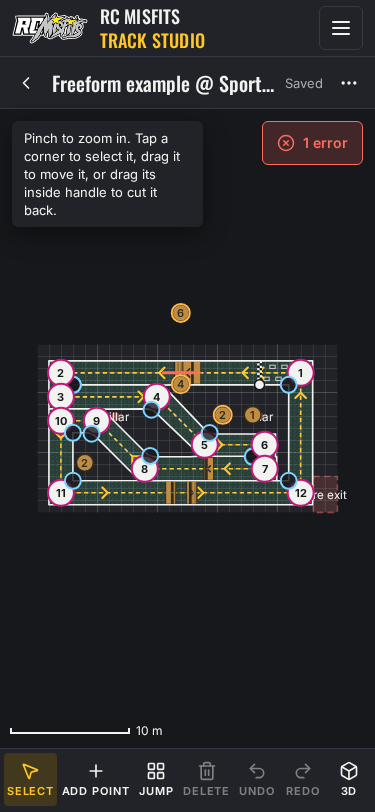 RC Misfits
RC MISFITS
TRACK STUDIO
Freeform example @ Sport...
Saved
Pinch to zoom in. Tap a
corner to select it, drag it
to move it, or drag its
inside handle to cut it
back.
1 error
6
2
1
4
3
4
2
1
10
9
llar
lar
5
6
2
8
7
11
12
re exit
10 m
SELECT
ADD POINT
JUMP
DELETE
UNDO
REDO
3D